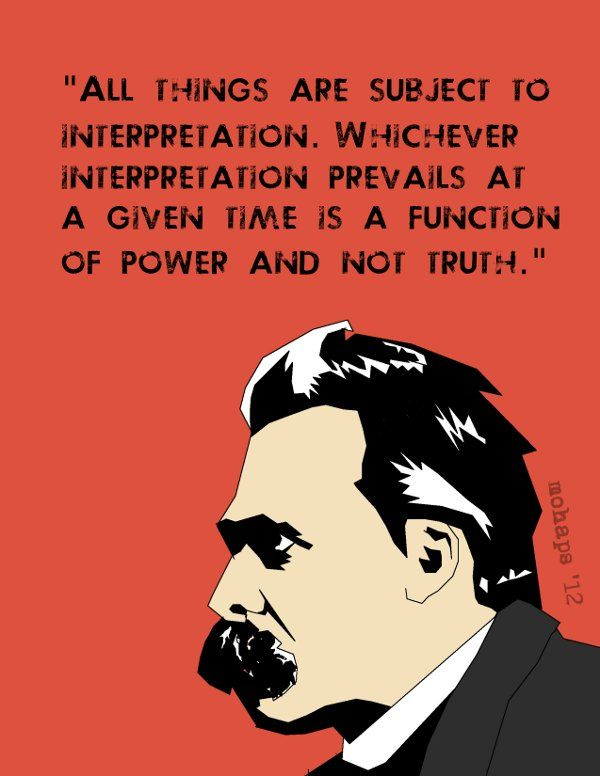 "All things are subject to
interpretation. Whichever
interpretation prevails at
a given time is a function
of power and not truth."
mohaps '12